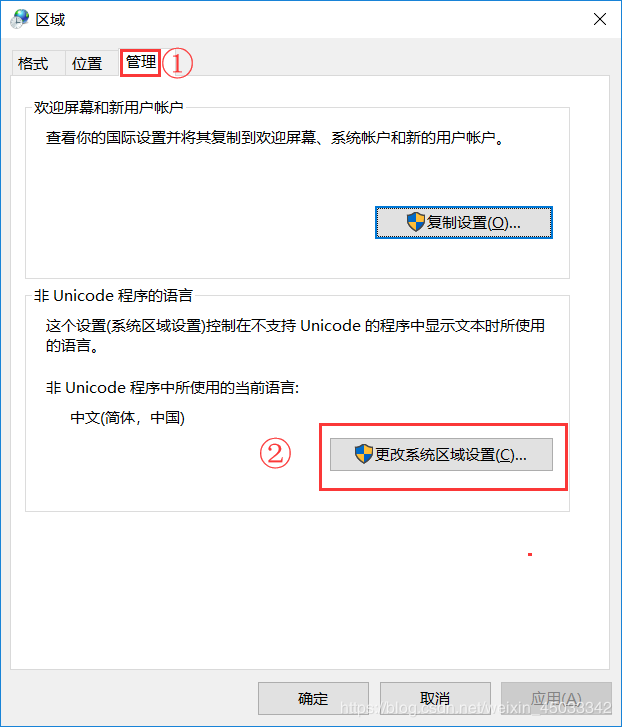 区域
格式 位置 管理 ①
欢迎屏幕和新用户帐户
查看你的国际设置并将其复制到欢迎屏幕、系统帐户和新的用户帐户。
复制设置(O)...
非 Unicode 程序的语言
这个设置(系统区域设置)控制在不支持 Unicode 的程序中显示文本时所使用
的语言。
非 Unicode 程序中所使用的当前语言:
中文(简体，中国)
② 更改系统区域设置(C)...
确定 取消 应用(A)
https://blog.csdn.net/weixin_45033342